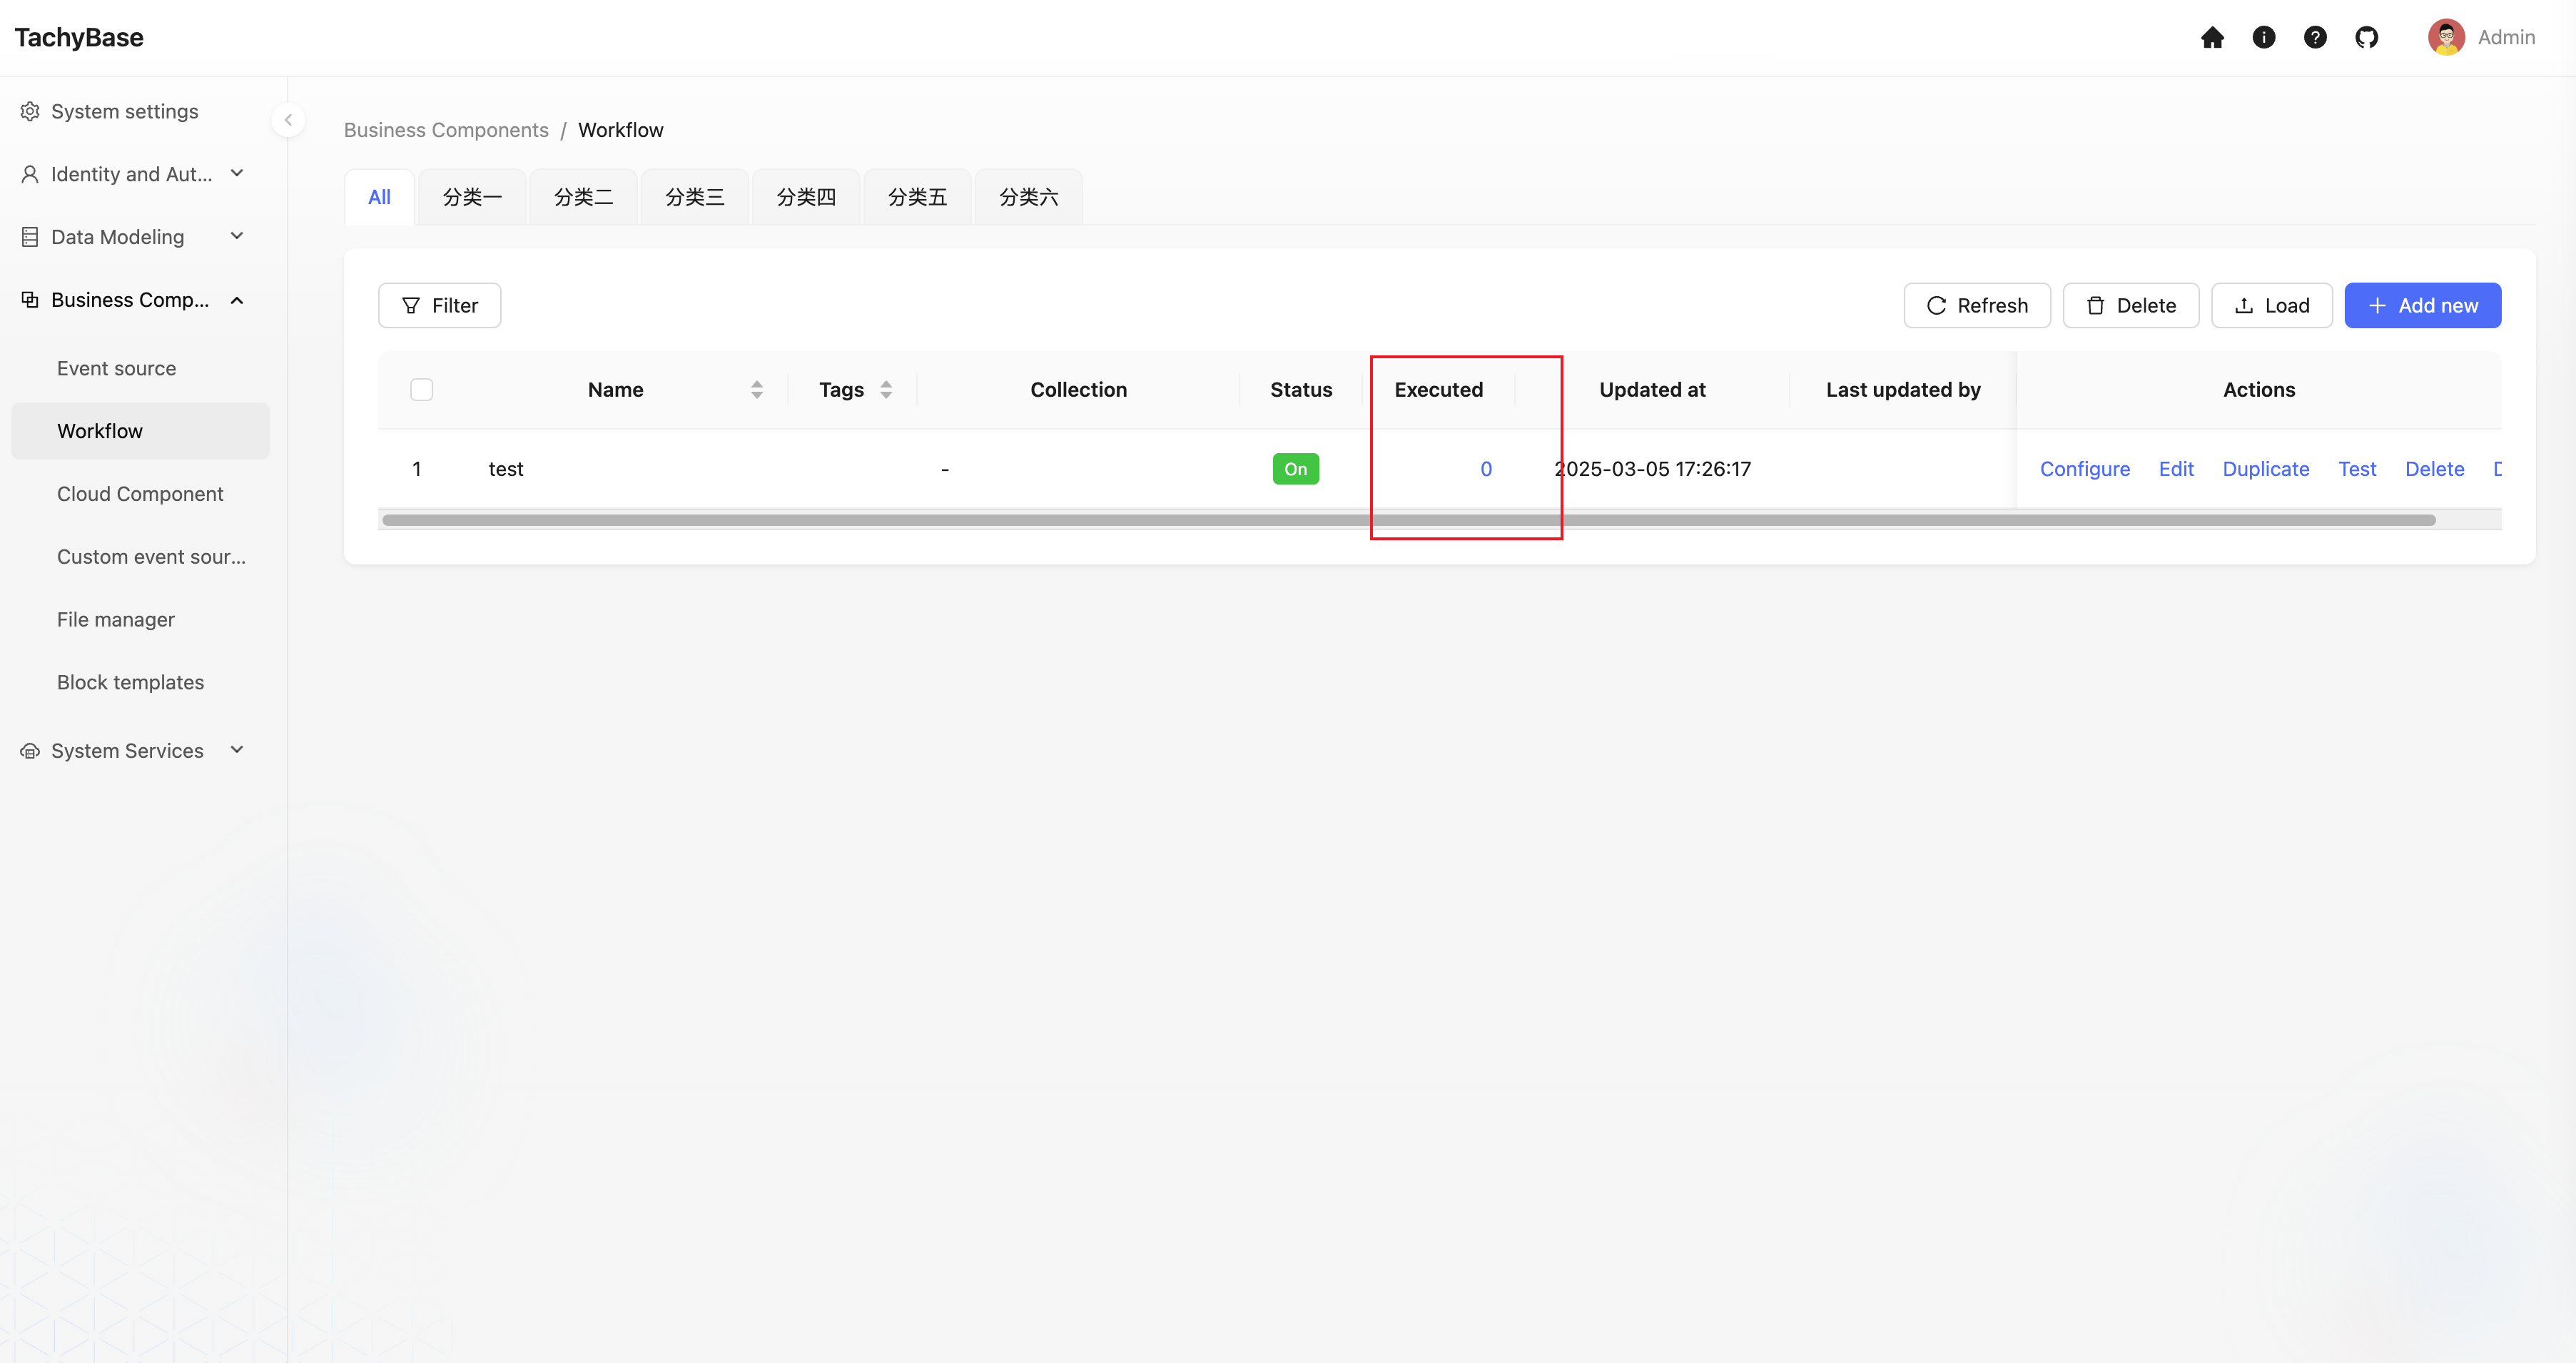 TachyBase
Admin
System settings
Identity and Aut...
Data Modeling
Business Comp...
Event source
Workflow
Cloud Component
Custom event sour...
File manager
Block templates
System Services
Business Components / Workflow
All 分类一 分类二 分类三 分类四 分类五 分类六
Filter Refresh Delete Load Add new
Name Tags Collection Status Executed Updated at Last updated by Actions
1 test - On 0 2025-03-05 17:26:17 Configure Edit Duplicate Test Delete